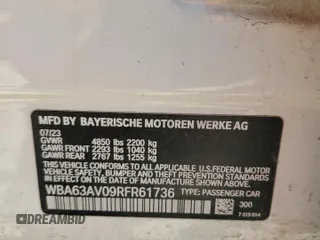 MFD BY BAYERISCHE MOTOREN WERKE AG
07/23
GVWR 4850 lbs 2200 kg
GAWR FRONT 2293 lbs 1040 kg
GAWR REAR 2767 lbs 1255 kg
THIS VEHICLE CONFORMS TO ALL APPLICABLE
U.S. FEDERAL MOTOR VEHICLE SAFETY, BUMPER
AND THEFT PREVENTION STANDARDS IN EFFECT
ON THE DATE OF MANUFACTURE SHOWN ABOVE.
WBA63AV09RFR61736 TYPE: PASSENGER CAR
300